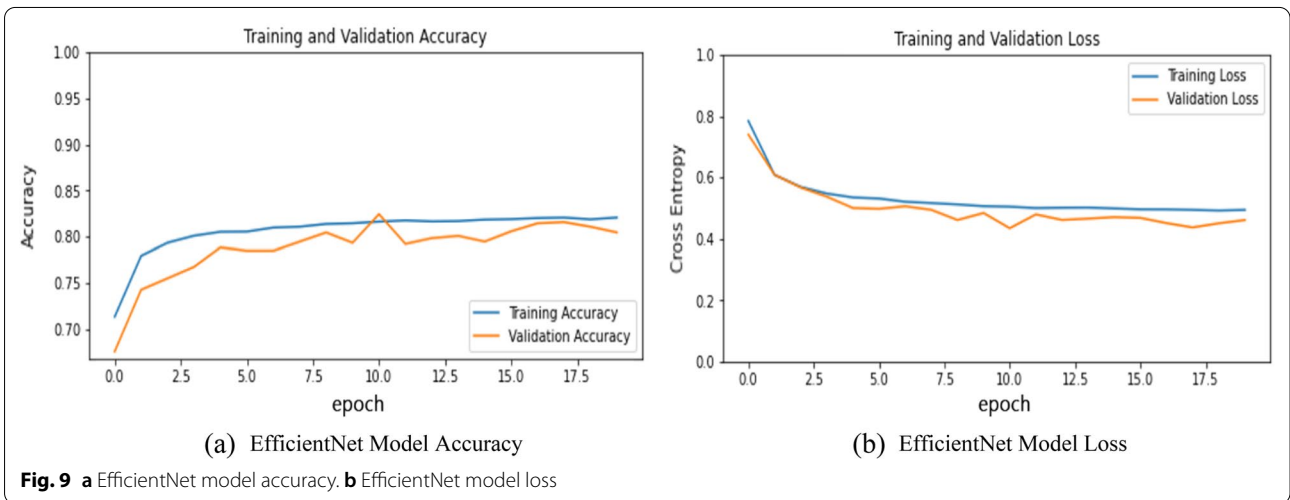 Training and Validation Accuracy
1.00
0.95
0.90
0.85
0.80
0.75
0.70
Accuracy
Training Accuracy
Validation Accuracy
0.0 2.5 5.0 7.5 10.0 12.5 15.0 17.5
epoch
(a) EfficientNet Model Accuracy
Training and Validation Loss
1.0
0.8
0.6
0.4
0.2
0.0
Cross Entropy
Training Loss
Validation Loss
0.0 2.5 5.0 7.5 10.0 12.5 15.0 17.5
epoch
(b) EfficientNet Model Loss
Fig. 9 a EfficientNet model accuracy. b EfficientNet model loss